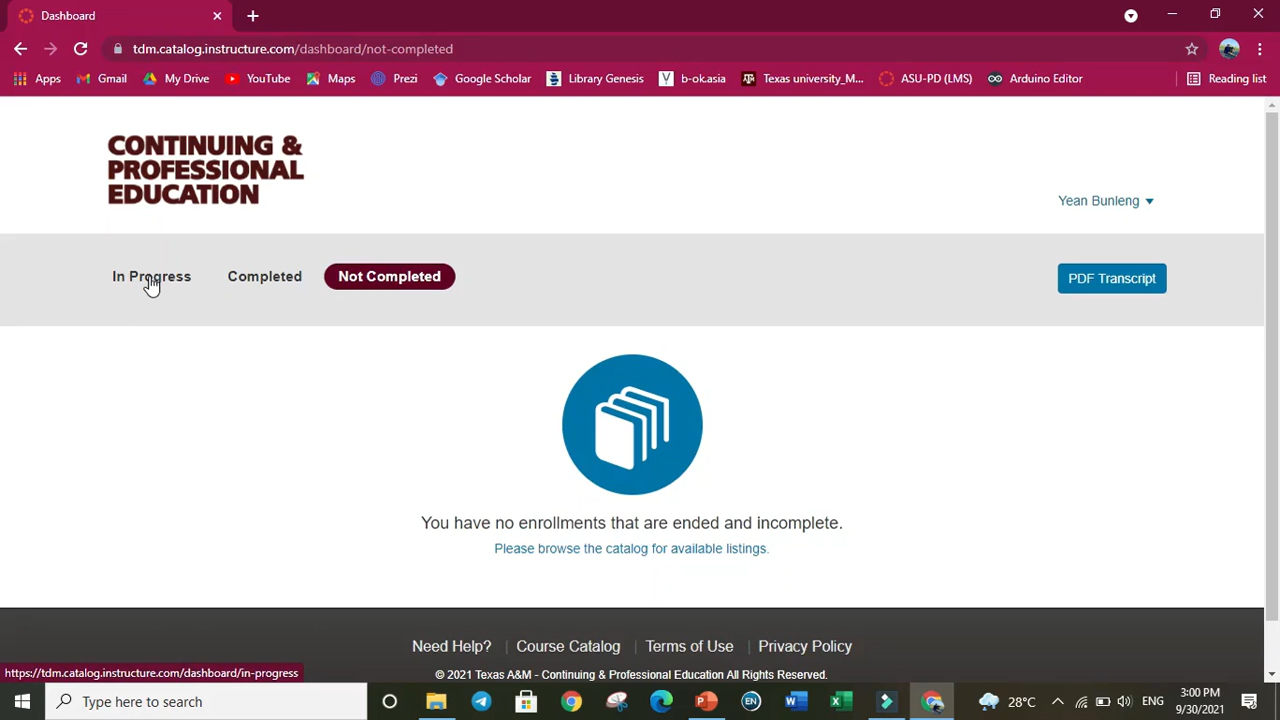 Dashboard
tdm.catalog.instructure.com/dashboard/not-completed
Apps Gmail My Drive YouTube Maps Prezi Google Scholar Library Genesis b-ok.asia Texas university_M... ASU-PD (LMS) Arduino Editor Reading list
CONTINUING &
PROFESSIONAL
EDUCATION
Yean Bunleng
In Progress Completed Not Completed PDF Transcript
You have no enrollments that are ended and incomplete.
Please browse the catalog for available listings.
Need Help? | Course Catalog | Terms of Use | Privacy Policy
© 2021 Texas A&M - Continuing & Professional Education All Rights Reserved.
https://tdm.catalog.instructure.com/dashboard/in-progress
Type here to search
28°C ENG
3:00 PM
9/30/2021